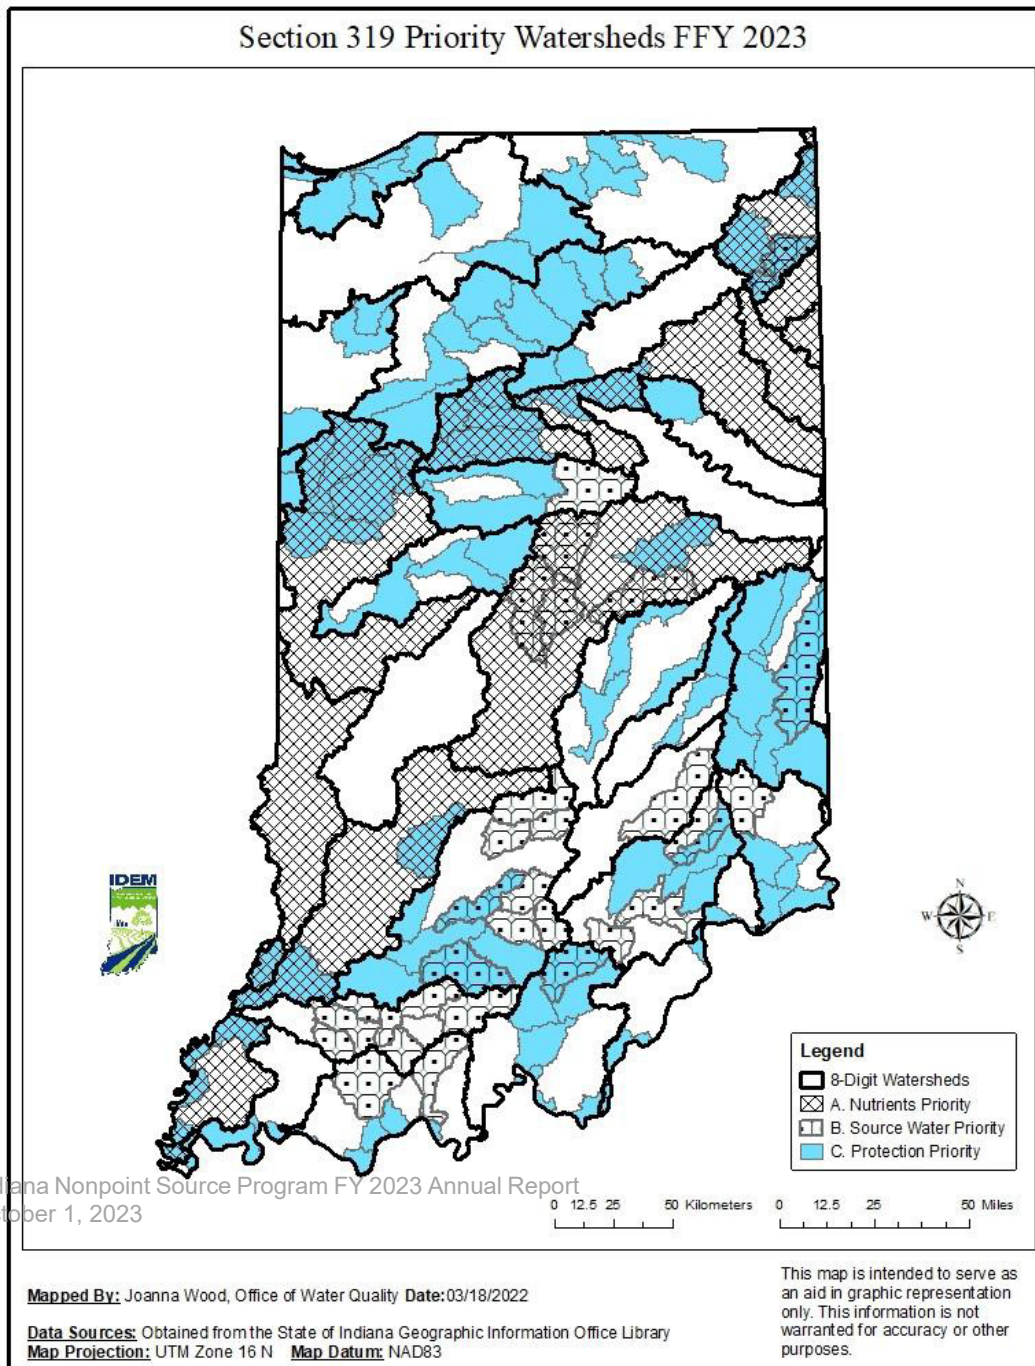 Section 319 Priority Watersheds FFY 2023
IDEM
N
W E
S
Legend
8-Digit Watersheds
A. Nutrients Priority
B. Source Water Priority
C. Protection Priority
Nonpoint Source Program FY 2023 Annual Report
1, 2023
0 12.5 25 50 Kilometers
0 12.5 25 50 Miles
Mapped By: Joanna Wood, Office of Water Quality Date:03/18/2022
Data Sources: Obtained from the State of Indiana Geographic Information Office Library
Map Projection: UTM Zone 16 N Map Datum: NAD83
This map is intended to serve as
an aid in graphic representation
only. This information is not
warranted for accuracy or other
purposes.